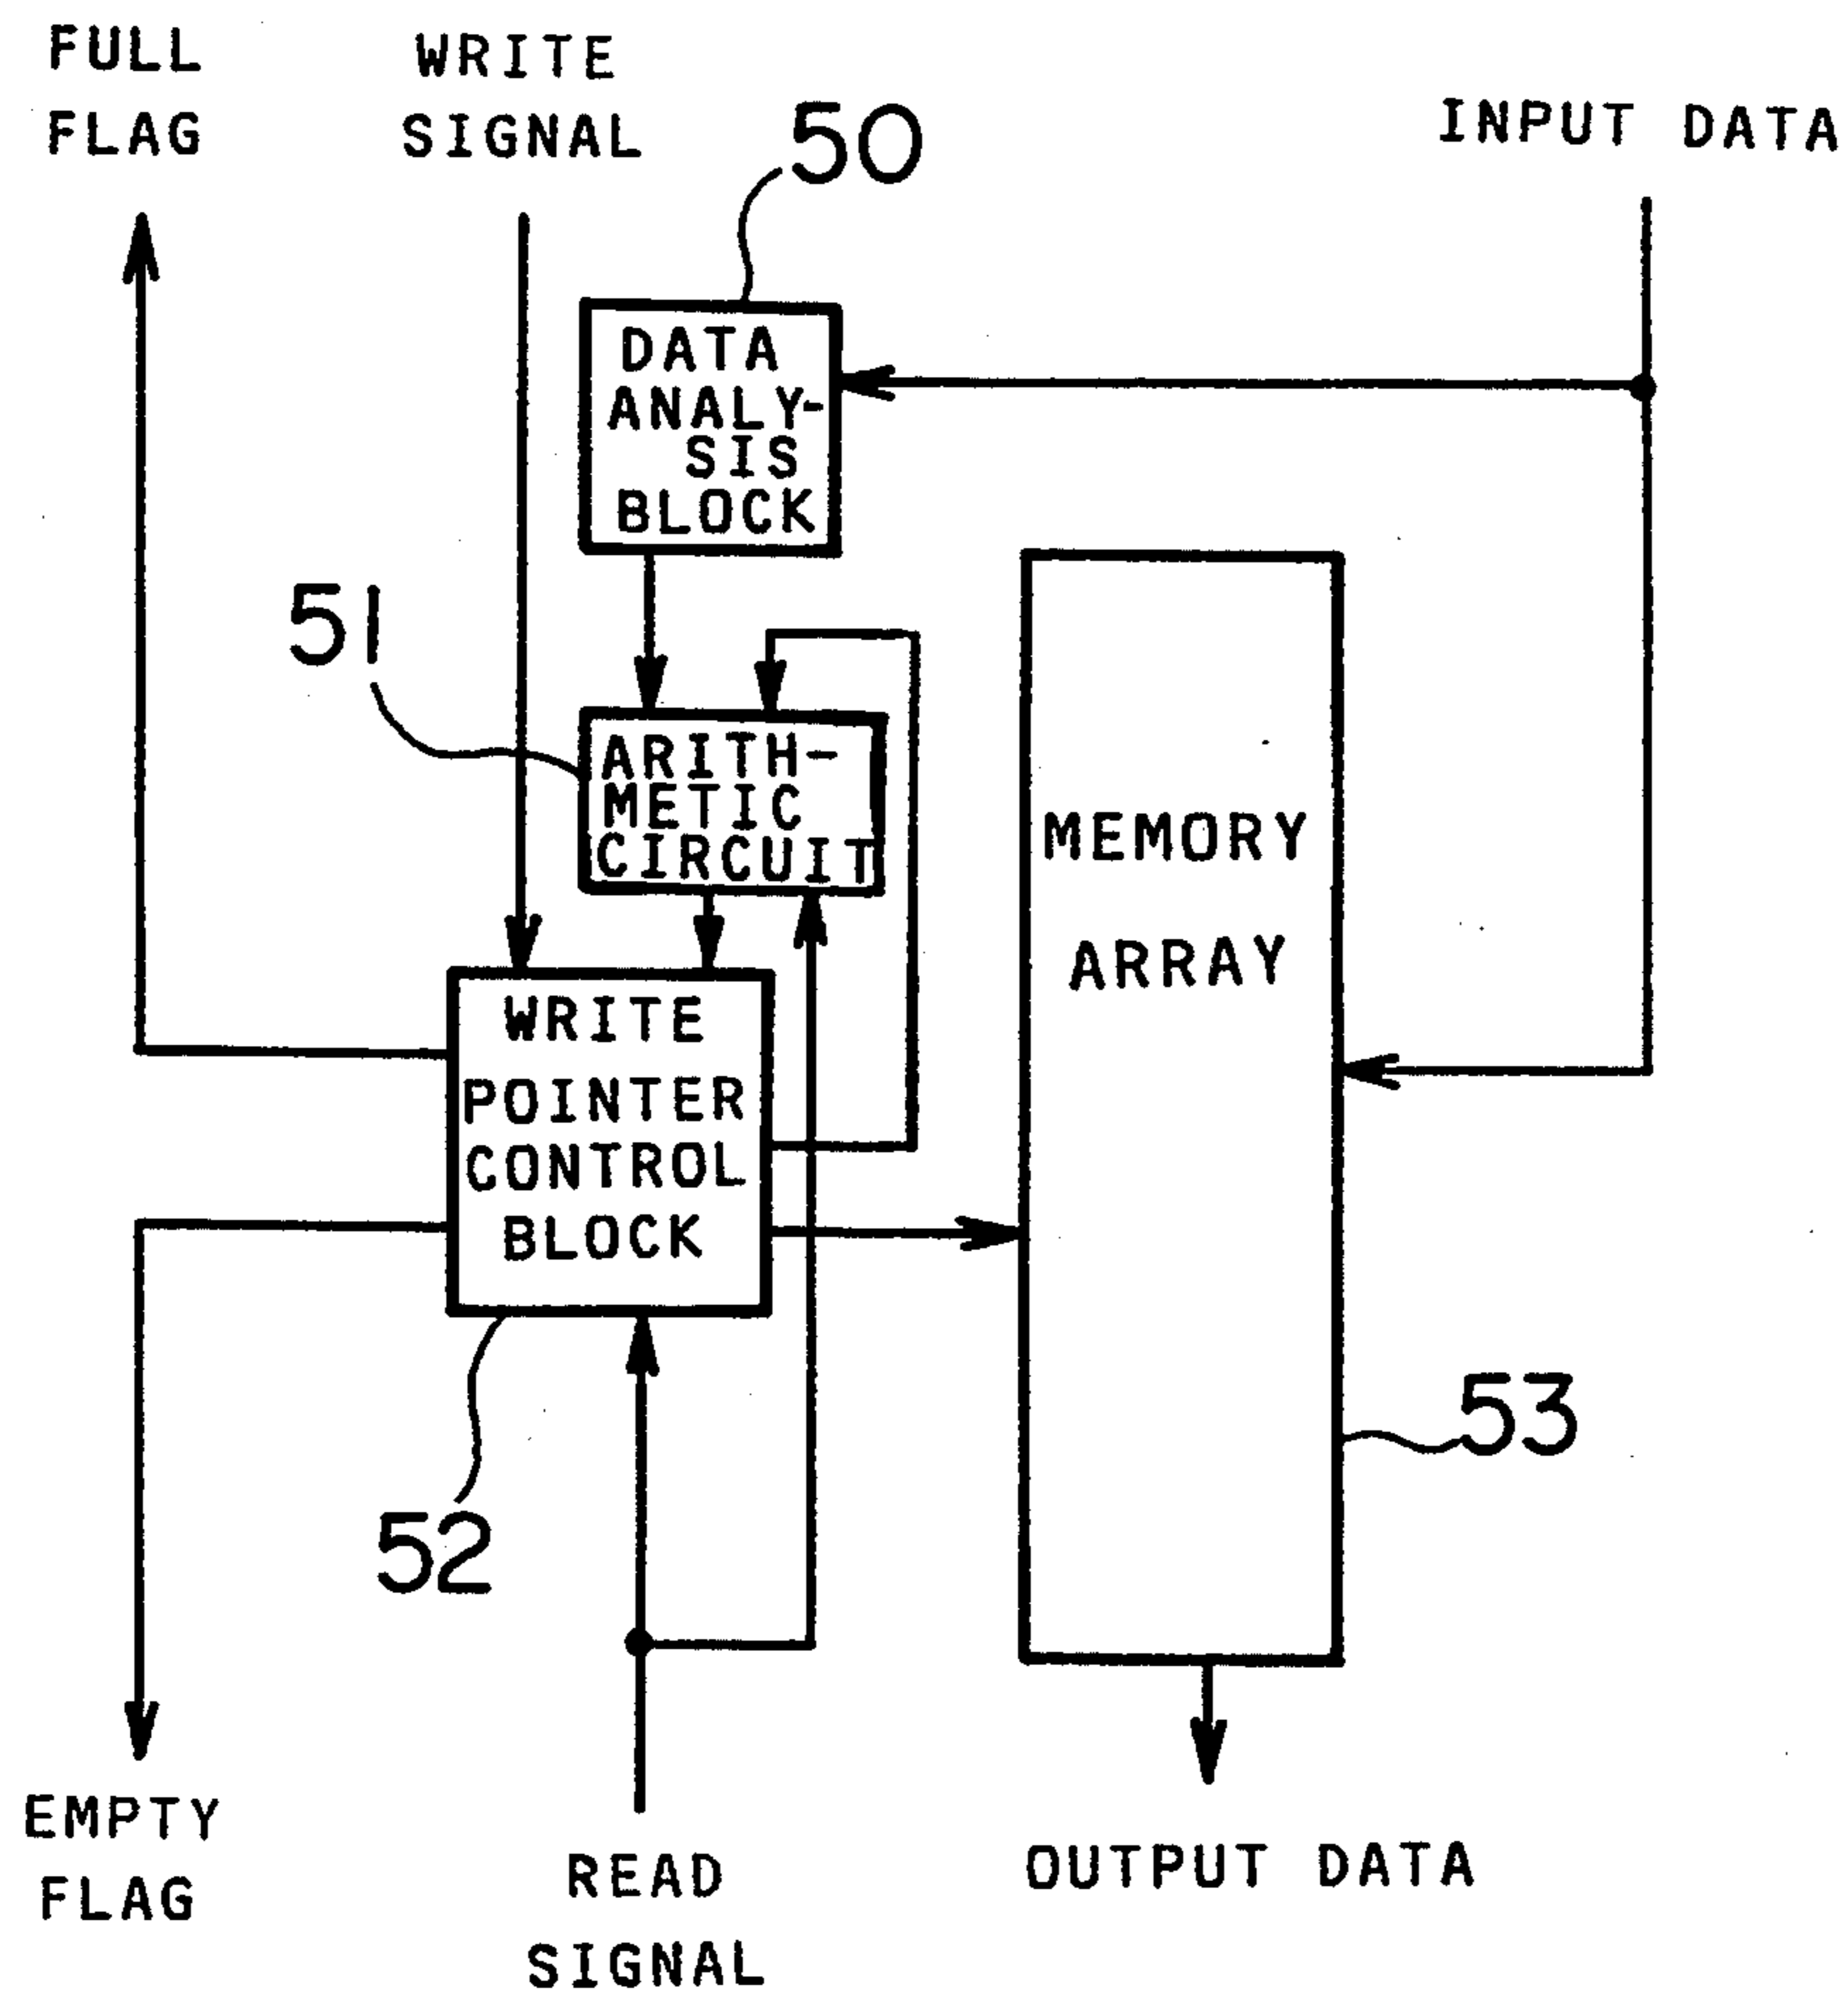 FULL
FLAG
WRITE
SIGNAL
50
INPUT DATA
DATA
ANALY-
SIS
BLOCK
51
ARITH-
METIC
CIRCUIT
MEMORY
ARRAY
WRITE
POINTER
CONTROL
BLOCK
53
52
EMPTY
FLAG
READ
SIGNAL
OUTPUT DATA